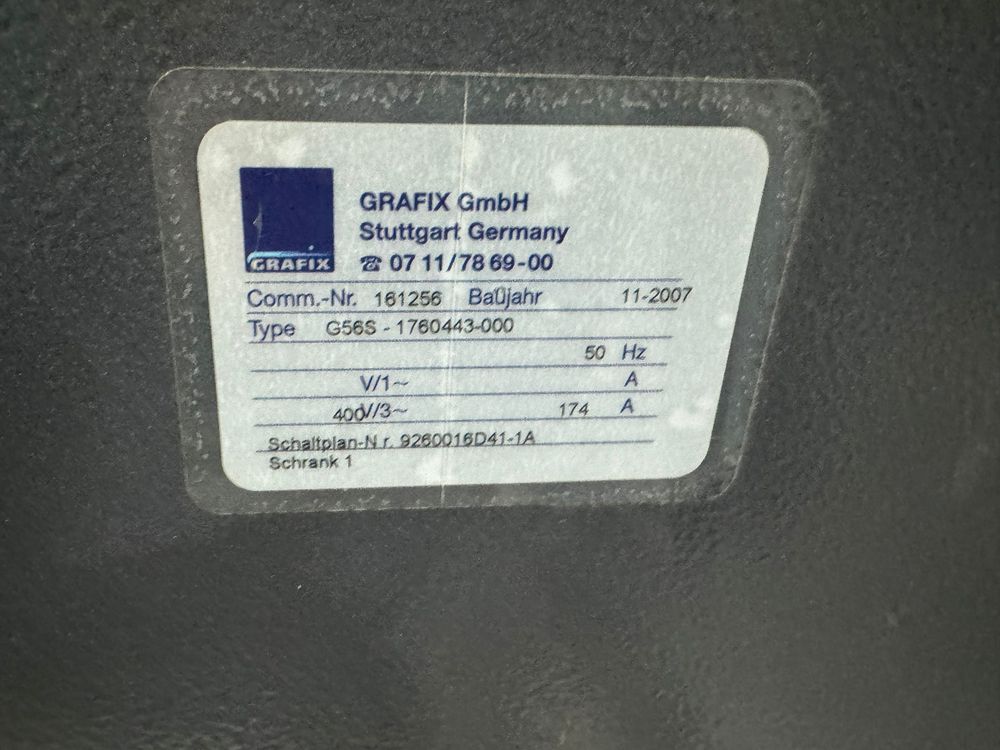 GRAFIX
GRAFIX GmbH
Stuttgart Germany
☎ 07 11/78 69-00
Comm.-Nr. 161256 Baujahr 11-2007
Type G56S - 1760443-000
50 Hz
V/1~ A
400V/3~ 174 A
Schaltplan-N r. 9260016D41-1A
Schrank 1